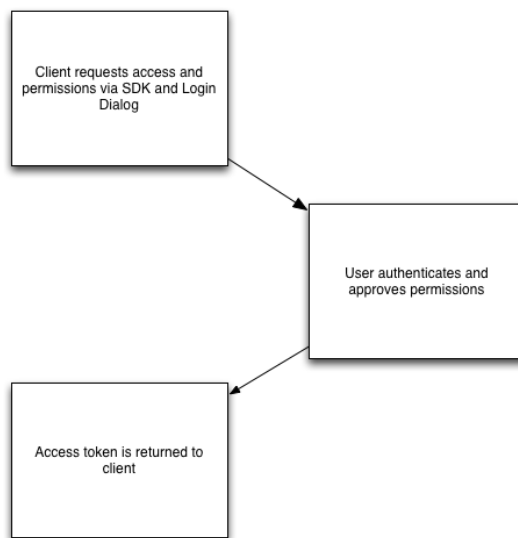 Client requests access and
permissions via SDK and Login
Dialog
User authenticates and
approves permissions
Access token is returned to
client